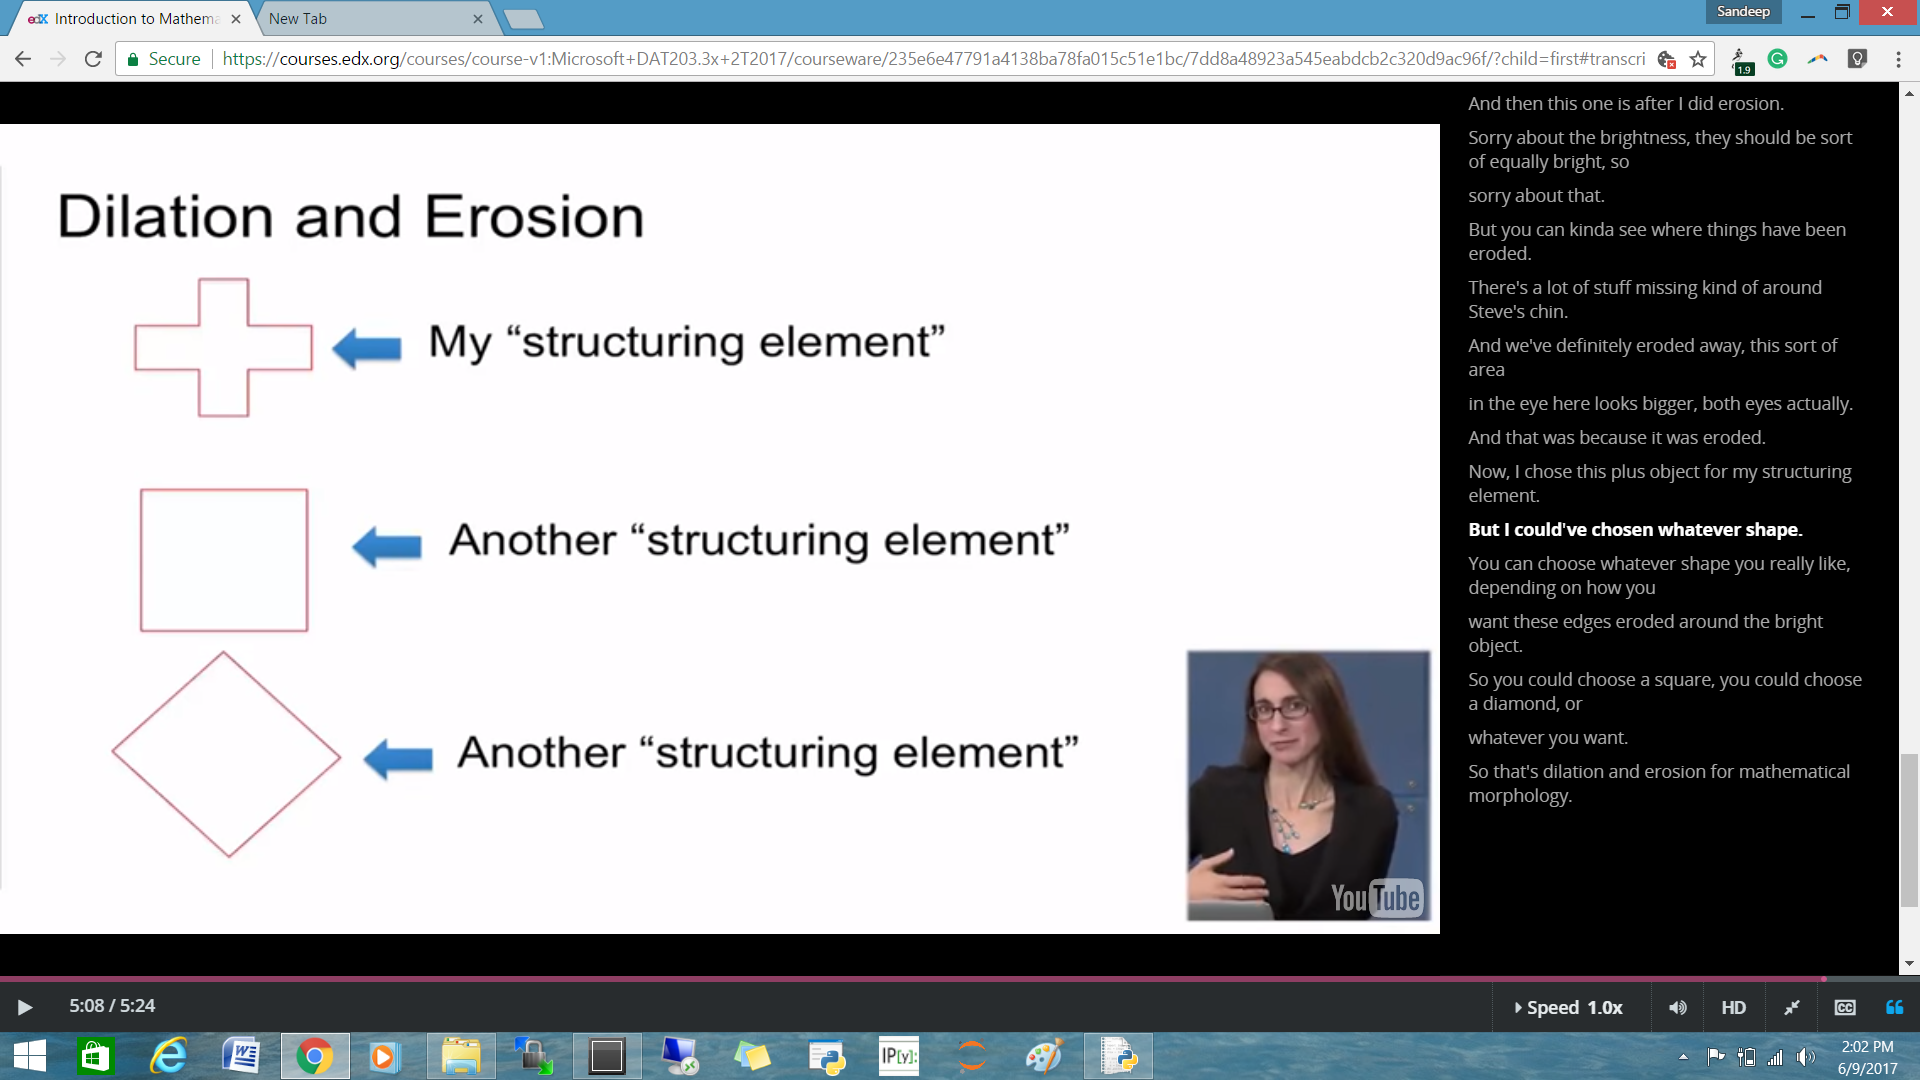 edX Introduction to Mathema
New Tab
Sandeep
Secure
https://courses.edx.org/courses/course-v1:Microsoft+DAT203.3x+2T2017/courseware/235e6e47791a4138ba78fa015c51e1bc/7dd8a48923a545eabdcb2c320d9ac96f/?child=first#transcri
1.9
Dilation and Erosion
My “structuring element”
Another “structuring element”
Another “structuring element”
YouTube
And then this one is after I did erosion.
Sorry about the brightness, they should be sort
of equally bright, so
sorry about that.
But you can kinda see where things have been
eroded.
There's a lot of stuff missing kind of around
Steve's chin.
And we've definitely eroded away, this sort of
area
in the eye here looks bigger, both eyes actually.
And that was because it was eroded.
Now, I chose this plus object for my structuring
element.
But I could've chosen whatever shape.
You can choose whatever shape you really like,
depending on how you
want these edges eroded around the bright
object.
So you could choose a square, you could choose
a diamond, or
whatever you want.
So that's dilation and erosion for mathematical
morphology.
5:08 / 5:24
Speed 1.0x
HD
CC
IP[y]:
2:02 PM
6/9/2017